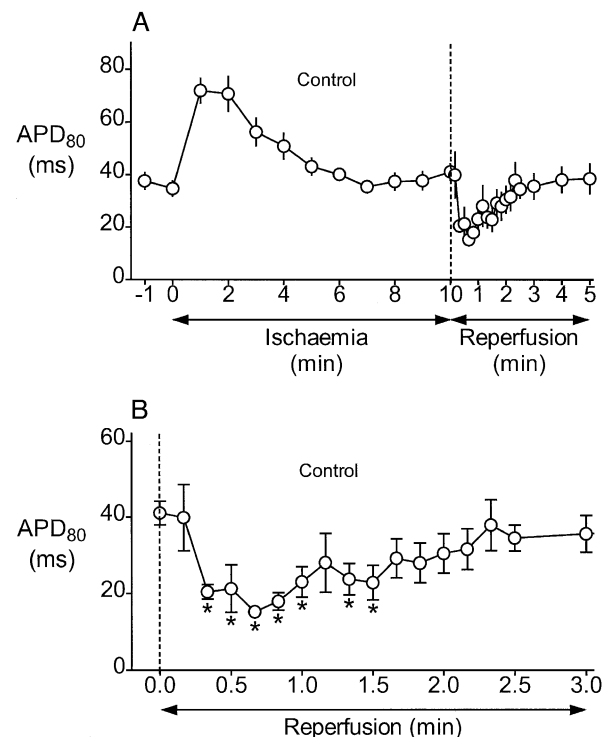 A
80
60
40
20
0
APD80
(ms)
Control
-1 0 2 4 6 8 10 1 2 3 4 5
Ischaemia
(min)
Reperfusion
(min)
B
60
40
20
0
APD80
(ms)
Control
* * * * * * *
0.0 0.5 1.0 1.5 2.0 2.5 3.0
Reperfusion (min)